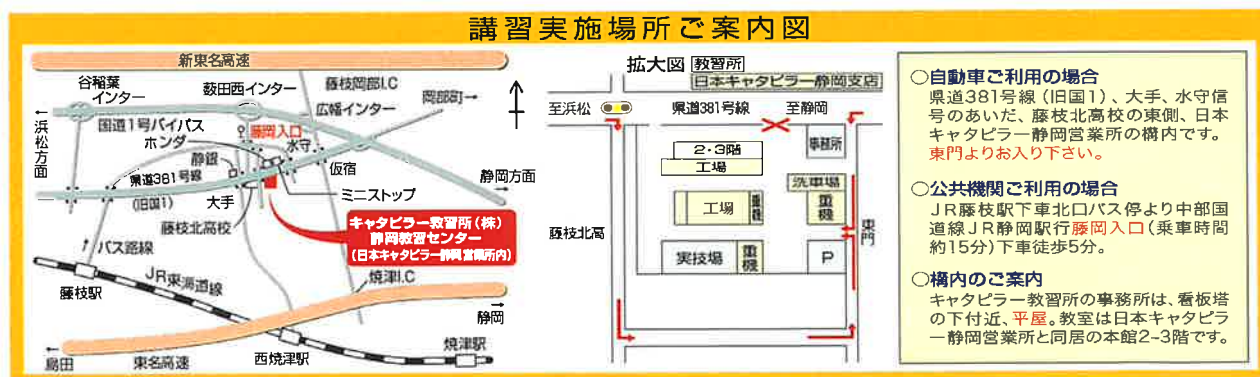 講習実施場所ご案内図
新東名高速
谷稲葉
インター
薮田西インター
藤枝岡部I.C
広幡インター
岡部町→
←浜松方面
国道1号バイパス
藤岡入口
ホンダ
水守
静銀
仮宿
県道381号線
(旧国1)
大手
ミニストップ
静岡方面
→
藤枝北高校
キャタピラー教習所(株)
静岡教習センター
(日本キャタピラー静岡営業所内)
バス路線
JR東海道線
藤枝駅
焼津I.C
→
静岡
←
島田
東名高速
西焼津駅
焼津駅
拡大図
教習所
日本キャタピラー静岡支店
至浜松
県道381号線
至静岡
事務所
2・3階
工場
洗車場
工場
重機
重機
藤枝北高
東門
実技場
重機
P
○自動車ご利用の場合
県道381号線(旧国1)、大手、水守信
号のあいだ、藤枝北高校の東側、日本
キャタピラー静岡営業所の構内です。
東門よりお入り下さい。
○公共機関ご利用の場合
JR藤枝駅下車北口バス停より中部国
道線JR静岡駅行藤岡入口(乗車時間
約15分)下車徒歩5分。
○構内のご案内
キャタピラー教習所の事務所は、看板塔
の下付近、平屋。教室は日本キャタピラ
ー静岡営業所と同居の本館2~3階です。